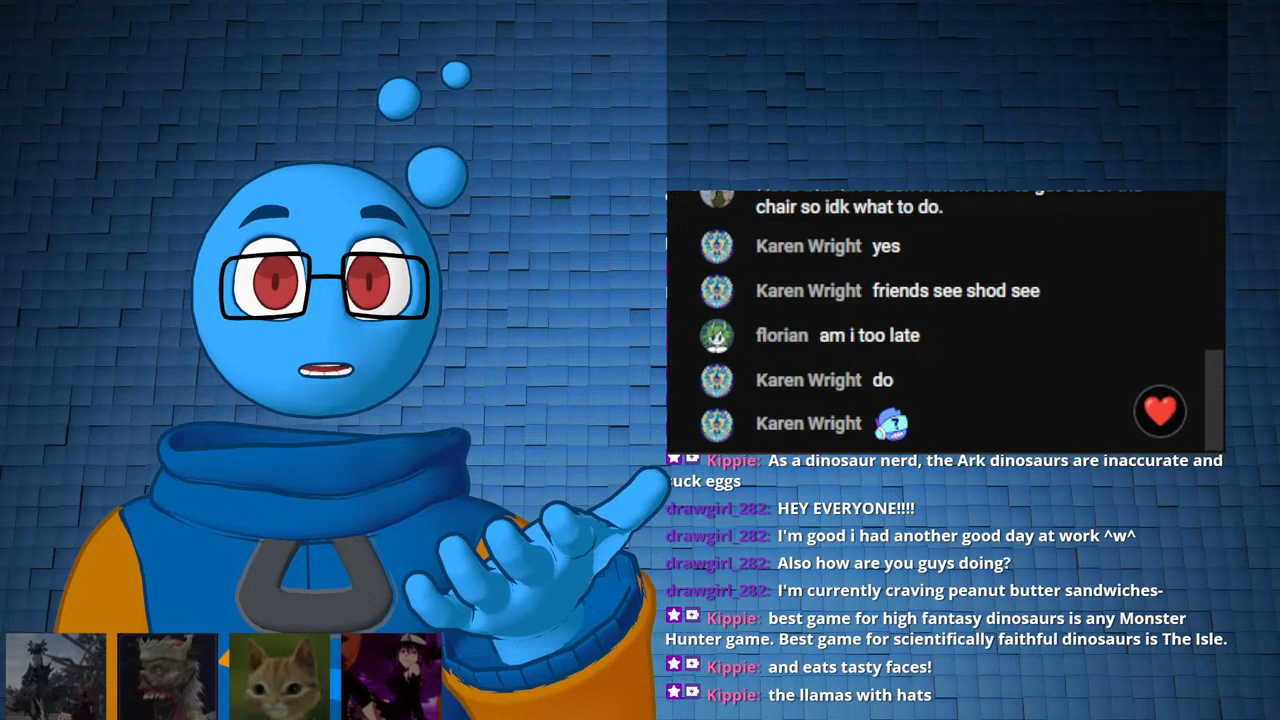 chair so idk what to do.
Karen Wright yes
Karen Wright friends see shod see
florian am i too late
Karen Wright do
Karen Wright
Kippie: As a dinosaur nerd, the Ark dinosaurs are inaccurate and
suck eggs
drawgirl_282: HEY EVERYONE!!!!
drawgirl_282: I'm good i had another good day at work ^w^
drawgirl_282: Also how are you guys doing?
drawgirl_282: I'm currently craving peanut butter sandwiches-
Kippie: best game for high fantasy dinosaurs is any Monster
Hunter game. Best game for scientifically faithful dinosaurs is The Isle.
Kippie: and eats tasty faces!
Kippie: the llamas with hats